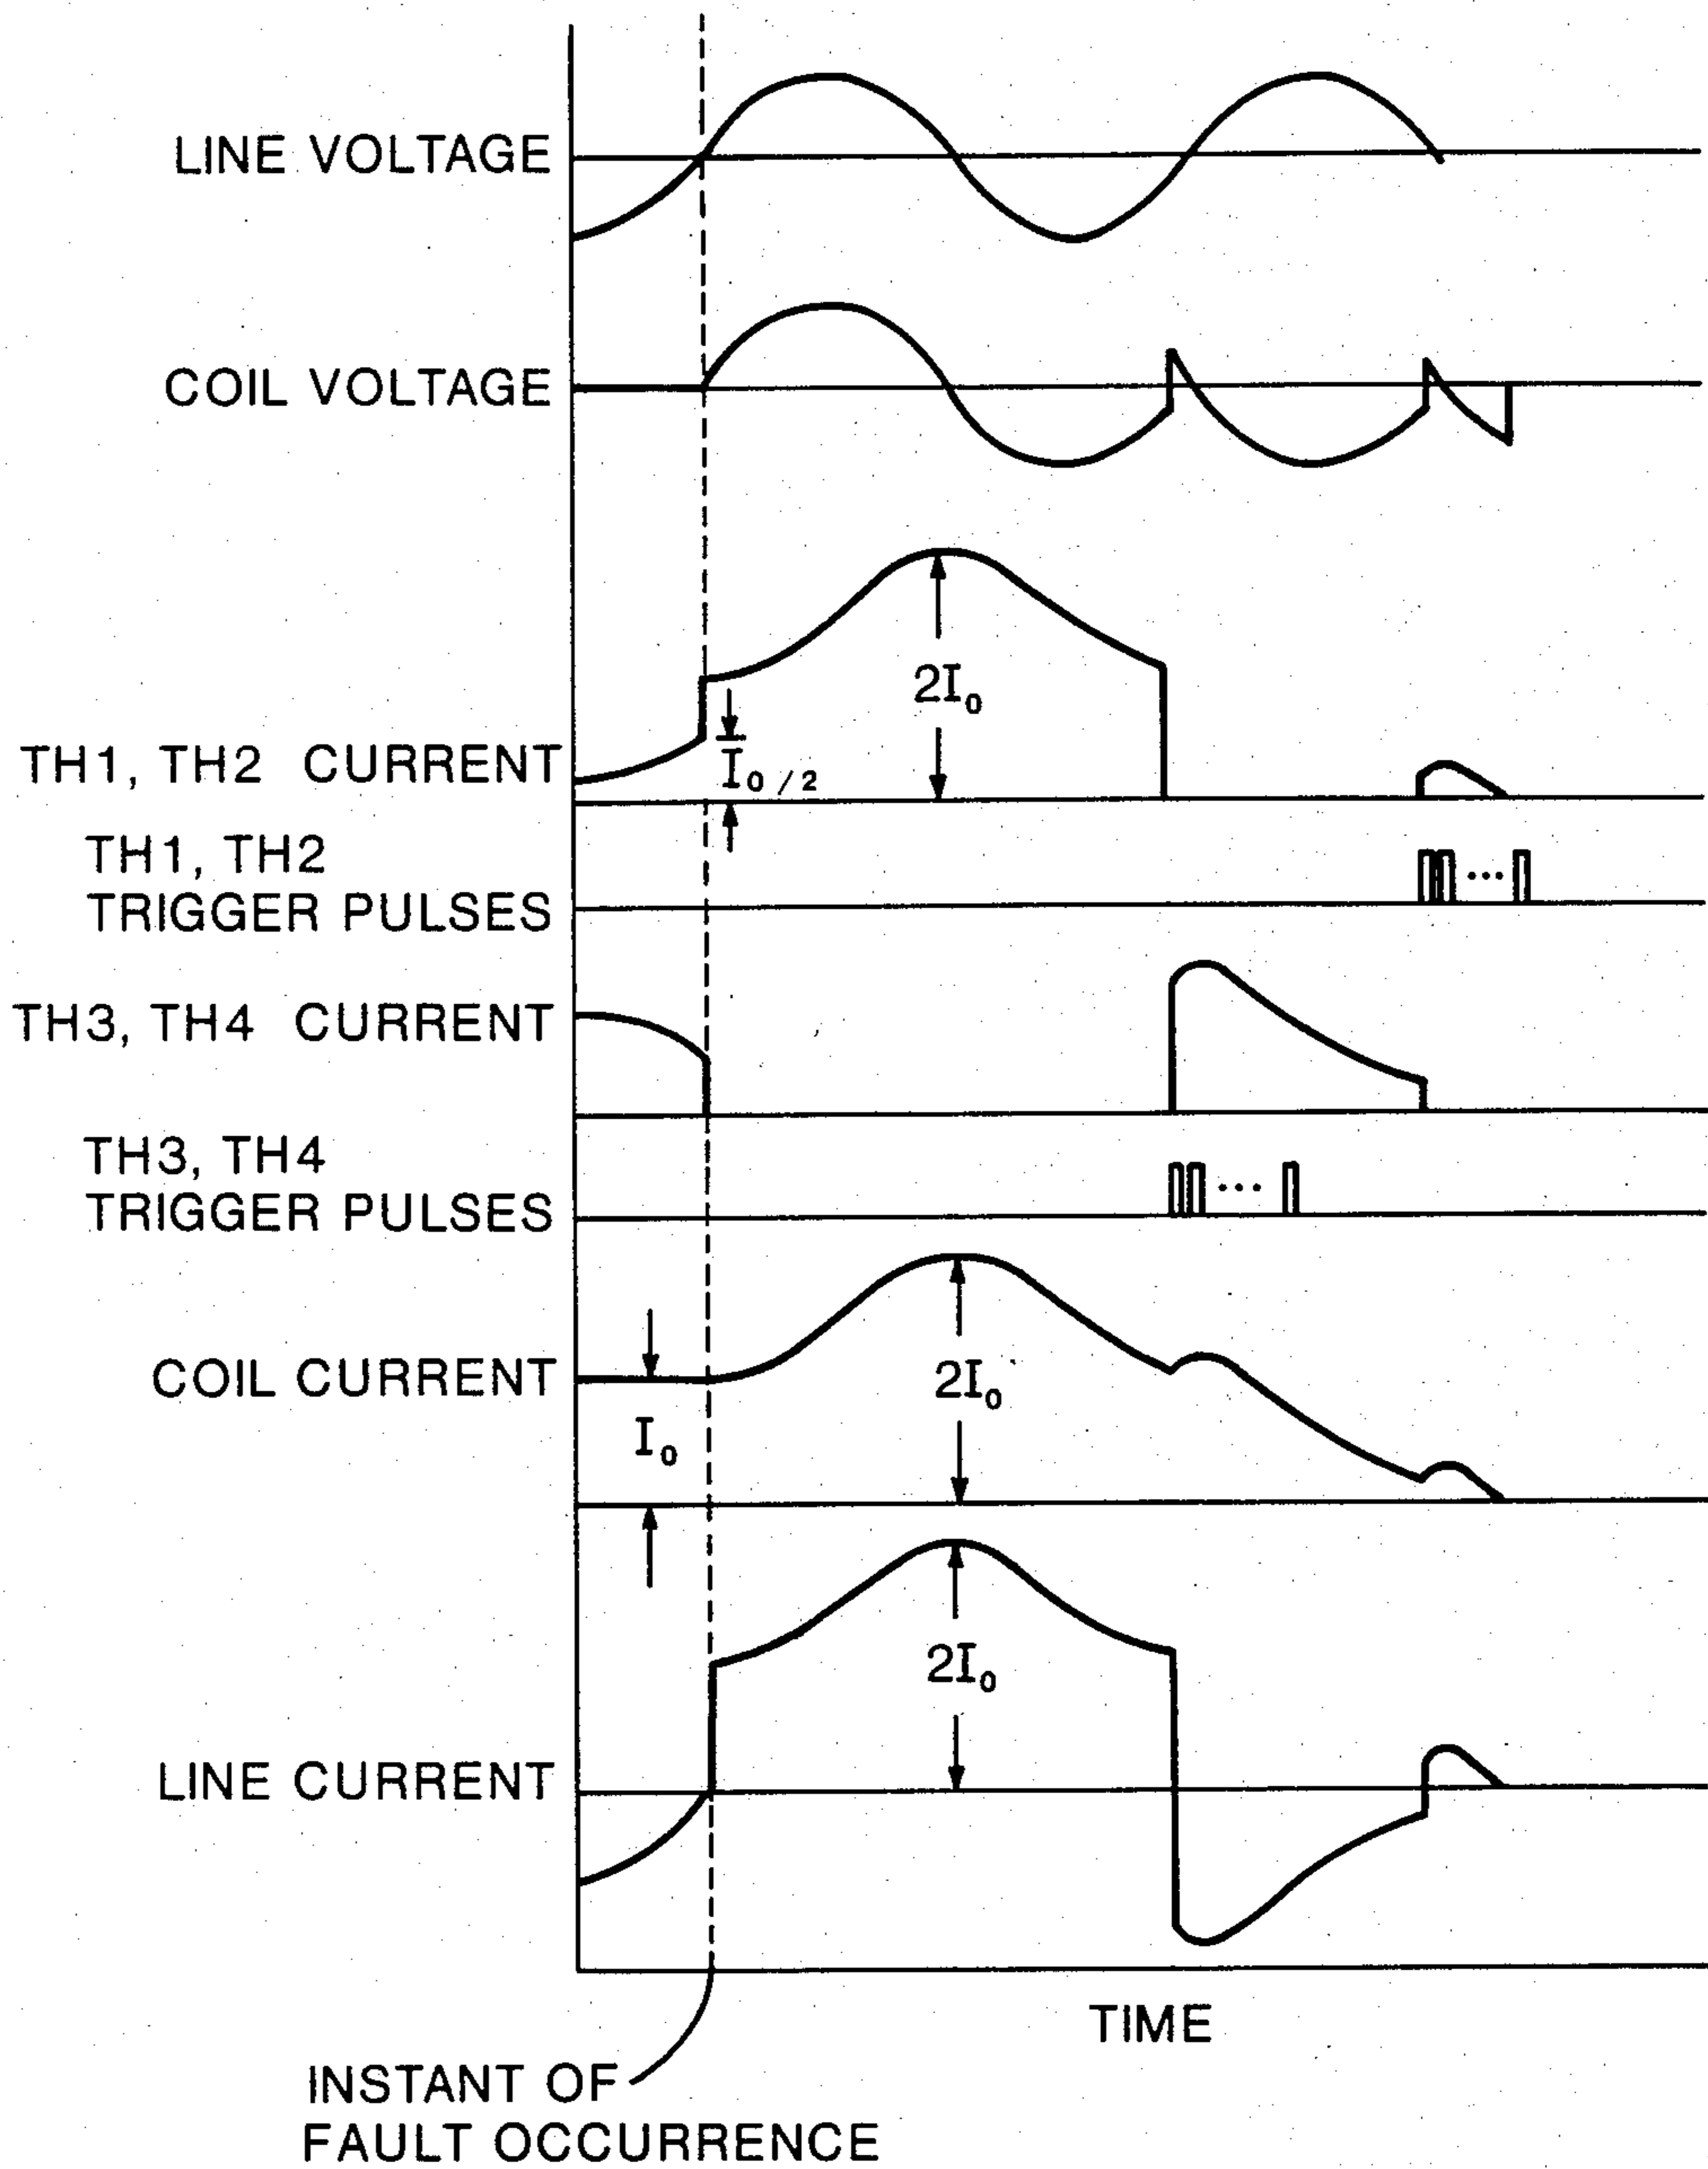 LINE VOLTAGE
COIL VOLTAGE
2I₀
TH1, TH2 CURRENT
I₀/2
TH1, TH2
TRIGGER PULSES
...
TH3, TH4 CURRENT
TH3, TH4
TRIGGER PULSES
...
COIL CURRENT
2I₀
I₀
2I₀
LINE CURRENT
TIME
INSTANT OF
FAULT OCCURRENCE